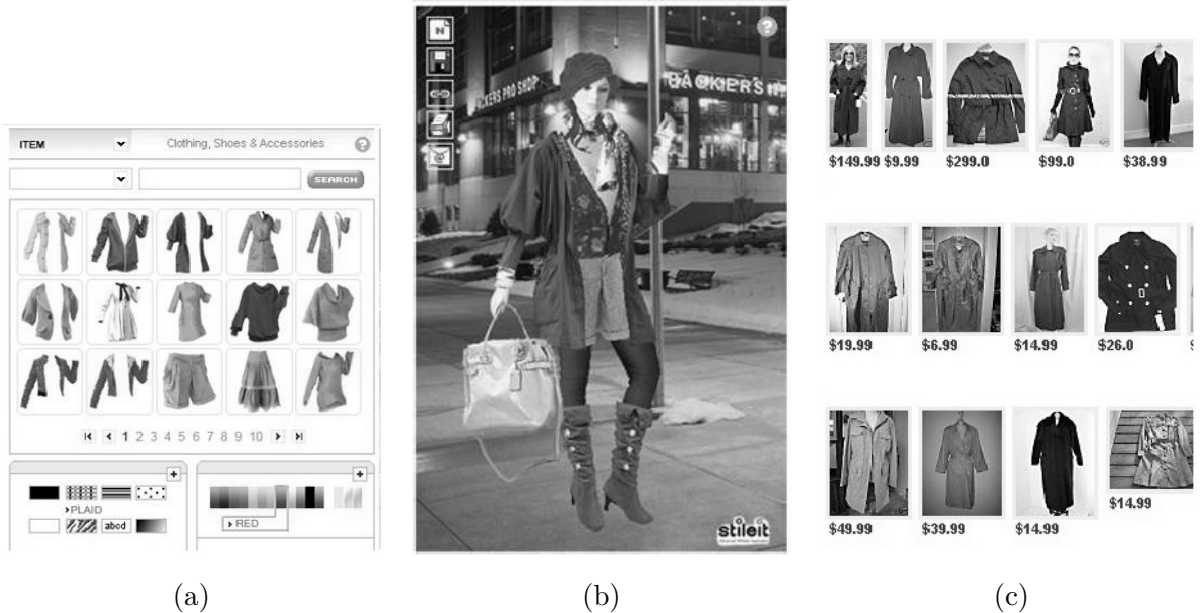 ITEM Clothing, Shoes & Accessories ?
SEARCH
1 2 3 4 5 6 7 8 9 10
PLAID
abcd
RED
N
?
BACKERS PRO SHOP
BACKERS
stileit
$149.99 $9.99 $299.0 $99.0 $38.99
$19.99 $6.99 $14.99 $26.0
$49.99 $39.99 $14.99 $14.99
(a) (b) (c)